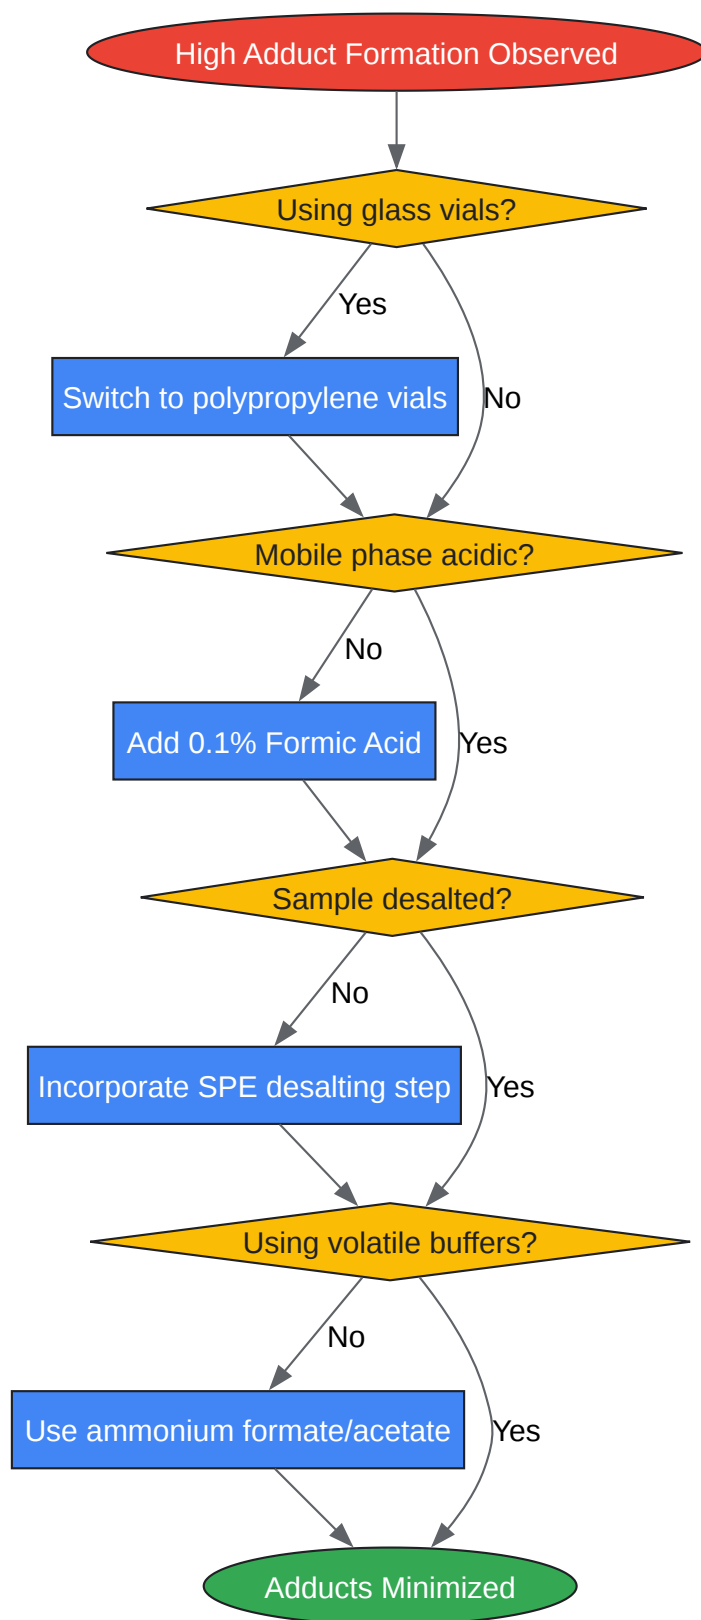 High Adduct Formation Observed
Using glass vials?
Yes
Switch to polypropylene vials
No
Mobile phase acidic?
No
Add 0.1% Formic Acid
Yes
Sample desalted?
No
Incorporate SPE desalting step
Yes
Using volatile buffers?
No
Use ammonium formate/acetate
Yes
Adducts Minimized